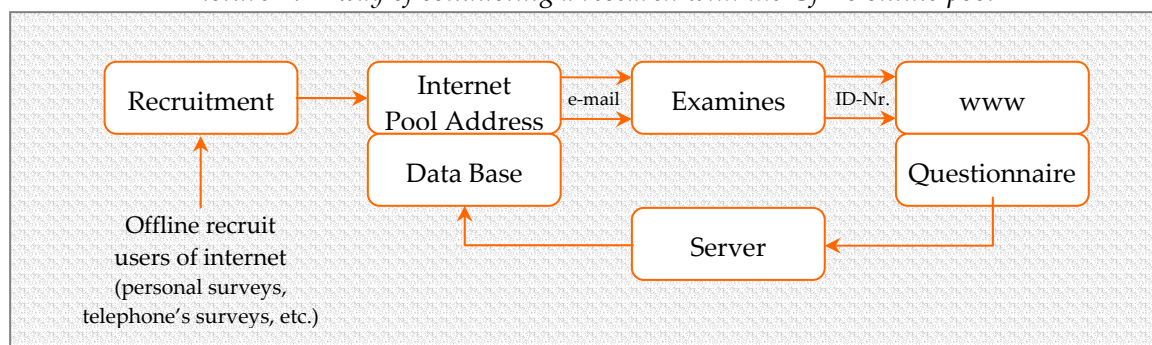 Recruitment
Internet
Pool Address
e-mail
Examines
ID-Nr.
www
Data Base
Questionnaire
Server
Offline recruit
users of internet
(personal surveys,
telephone's surveys, etc.)